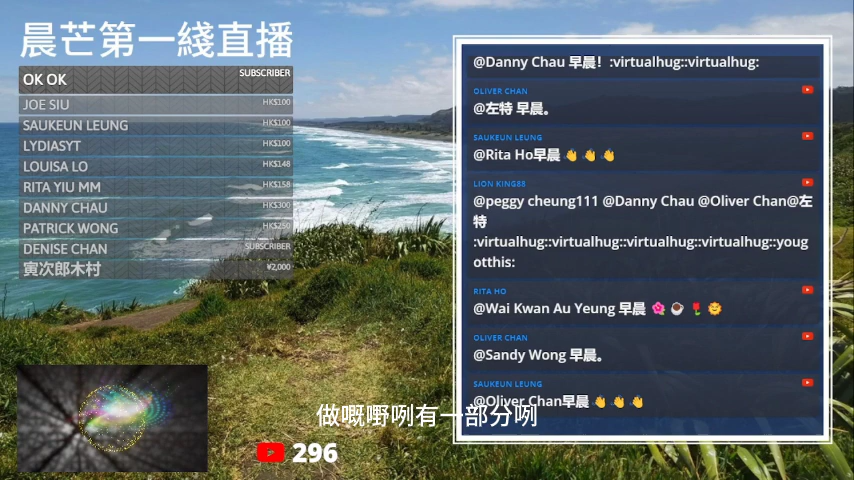 晨芒第一綫直播
OK OK SUBSCRIBER
JOE SIU HK$100
SAUKEUN LEUNG HK$100
LYDIASYT HK$100
LOUISA LO HK$148
RITA YIU MM HK$158
DANNY CHAU HK$300
PATRICK WONG HK$250
DENISE CHAN SUBSCRIBER
寅次郎木村 ¥2,000
@Danny Chau 早晨！:virtualhug::virtualhug:
OLIVER CHAN
@左特 早晨。
SAUKEUN LEUNG
@Rita Ho早晨👏👏👏
LION KING88
@peggy cheung111 @Danny Chau @Oliver Chan@左
特
:virtualhug::virtualhug::virtualhug::virtualhug::youg
otthis:
RITA HO
@Wai Kwan Au Yeung 早晨 🌺 ☕ 🌷 🌞
OLIVER CHAN
@Sandy Wong 早晨。
SAUKEUN LEUNG
@Oliver Chan早晨👏👏👏
做嘅嘢咧有一部分咧
296